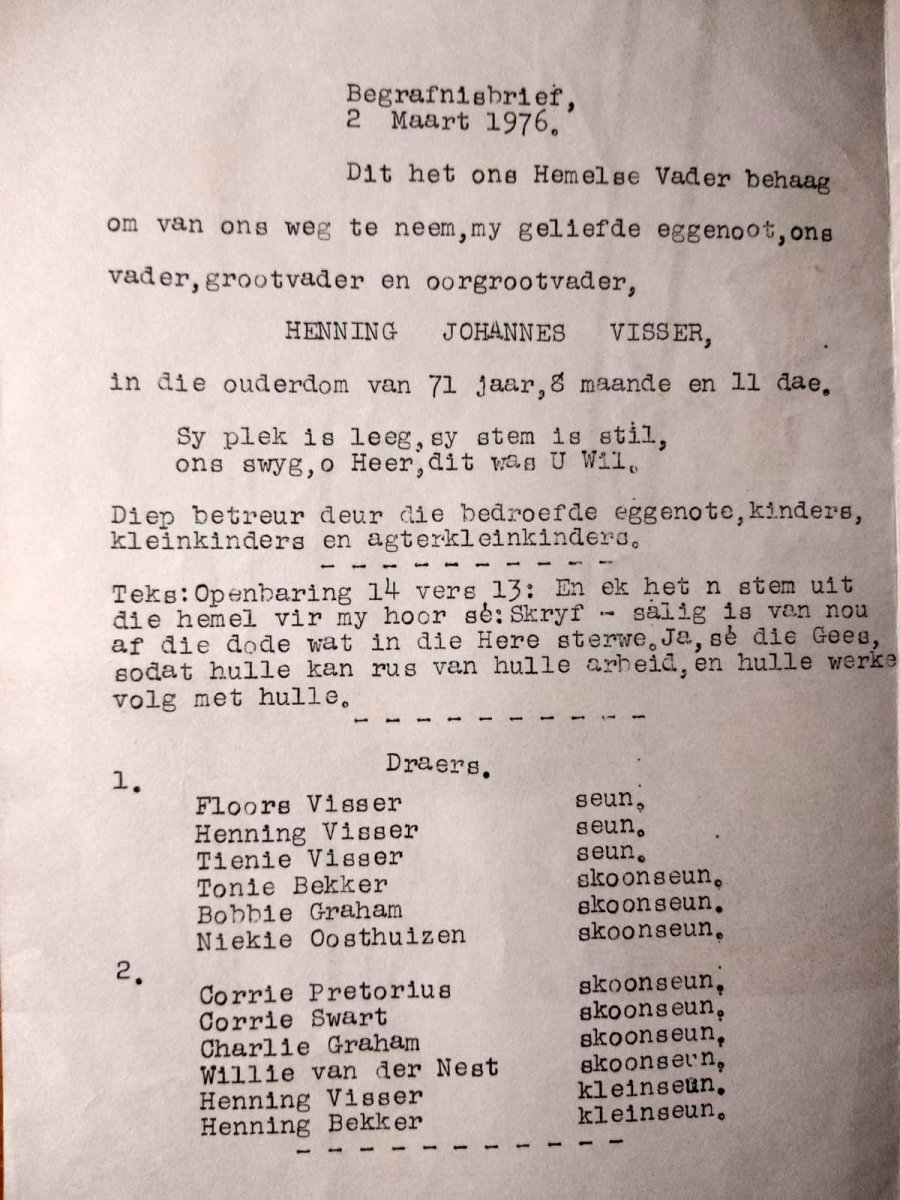 Begrafnisbrief,
2 Maart 1976.
Dit het ons Hemelse Vader behaag
om van ons weg te neem,my geliefde eggenoot,ons
vader,grootvader en oorgrootvader,
HENNING JOHANNES VISSER,
in die ouderdom van 71 jaar,8 maande en 11 dae.
Sy plek is leeg,sy stem is stil,
ons swyg,o Heer,dit was U Wil.
Diep betreur deur die bedroefde eggenote,kinders,
kleinkinders en agterkleinkinders.
- - - - - - - - - -
Teks:Openbaring 14 vers 13: En ek het n stem uit
die hemel vir my hoor sê:Skryf - sàlig is van nou
af die dode wat in die Here sterwe.Ja,sê die Gees,
sodat hulle kan rus van hulle arbeid,en hulle werke
volg met hulle.
- - - - - - - - - -
Draers.
1.
Floors Visser seun.
Henning Visser seun.
Tienie Visser seun.
Tonie Bekker skoonseun.
Bobbie Graham skoonseun.
Niekie Oosthuizen skoonseun.
2.
Corrie Pretorius skoonseun.
Corrie Swart skoonseun.
Charlie Graham skoonseun.
Willie van der Nest skoonseun.
Henning Visser kleinseun.
Henning Bekker kleinseun.
- - - - - - - - - - -